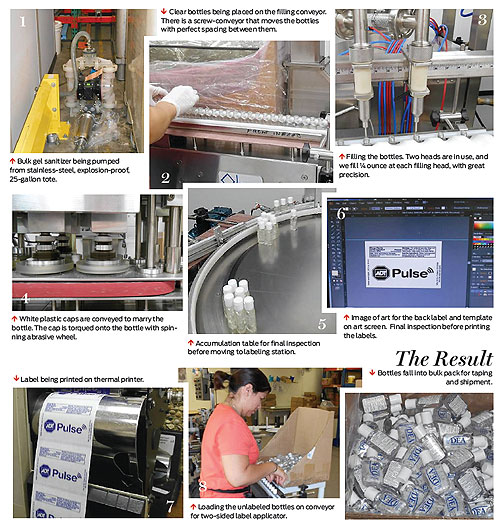 1
Clear bottles being placed on the filling conveyor.
There is a screw-conveyor that moves the bottles
with perfect spacing between them.
3
Bulk gel sanitizer being pumped
from stainless-steel, explosion-proof,
25-gallon tote.
2
Filling the bottles. Two heads are in use, and
we fill ¼ ounce at each filling head, with great
precision.
4
White plastic caps are conveyed to marry the
bottle. The cap is torqued onto the bottle with spin-
ning abrasive wheel.
5
Accumulation table for final inspection
before moving to labeling station.
6
ADT Pulse
Image of art for the back label and template
on art screen. Final inspection before printing
the labels.
The Result
Label being printed on thermal printer.
ADT Pulse
ADT
7
8
Loading the unlabeled bottles on conveyor
for two-sided label applicator.
Bottles fall into bulk pack for taping
and shipment.
DEA
DEA
DEA